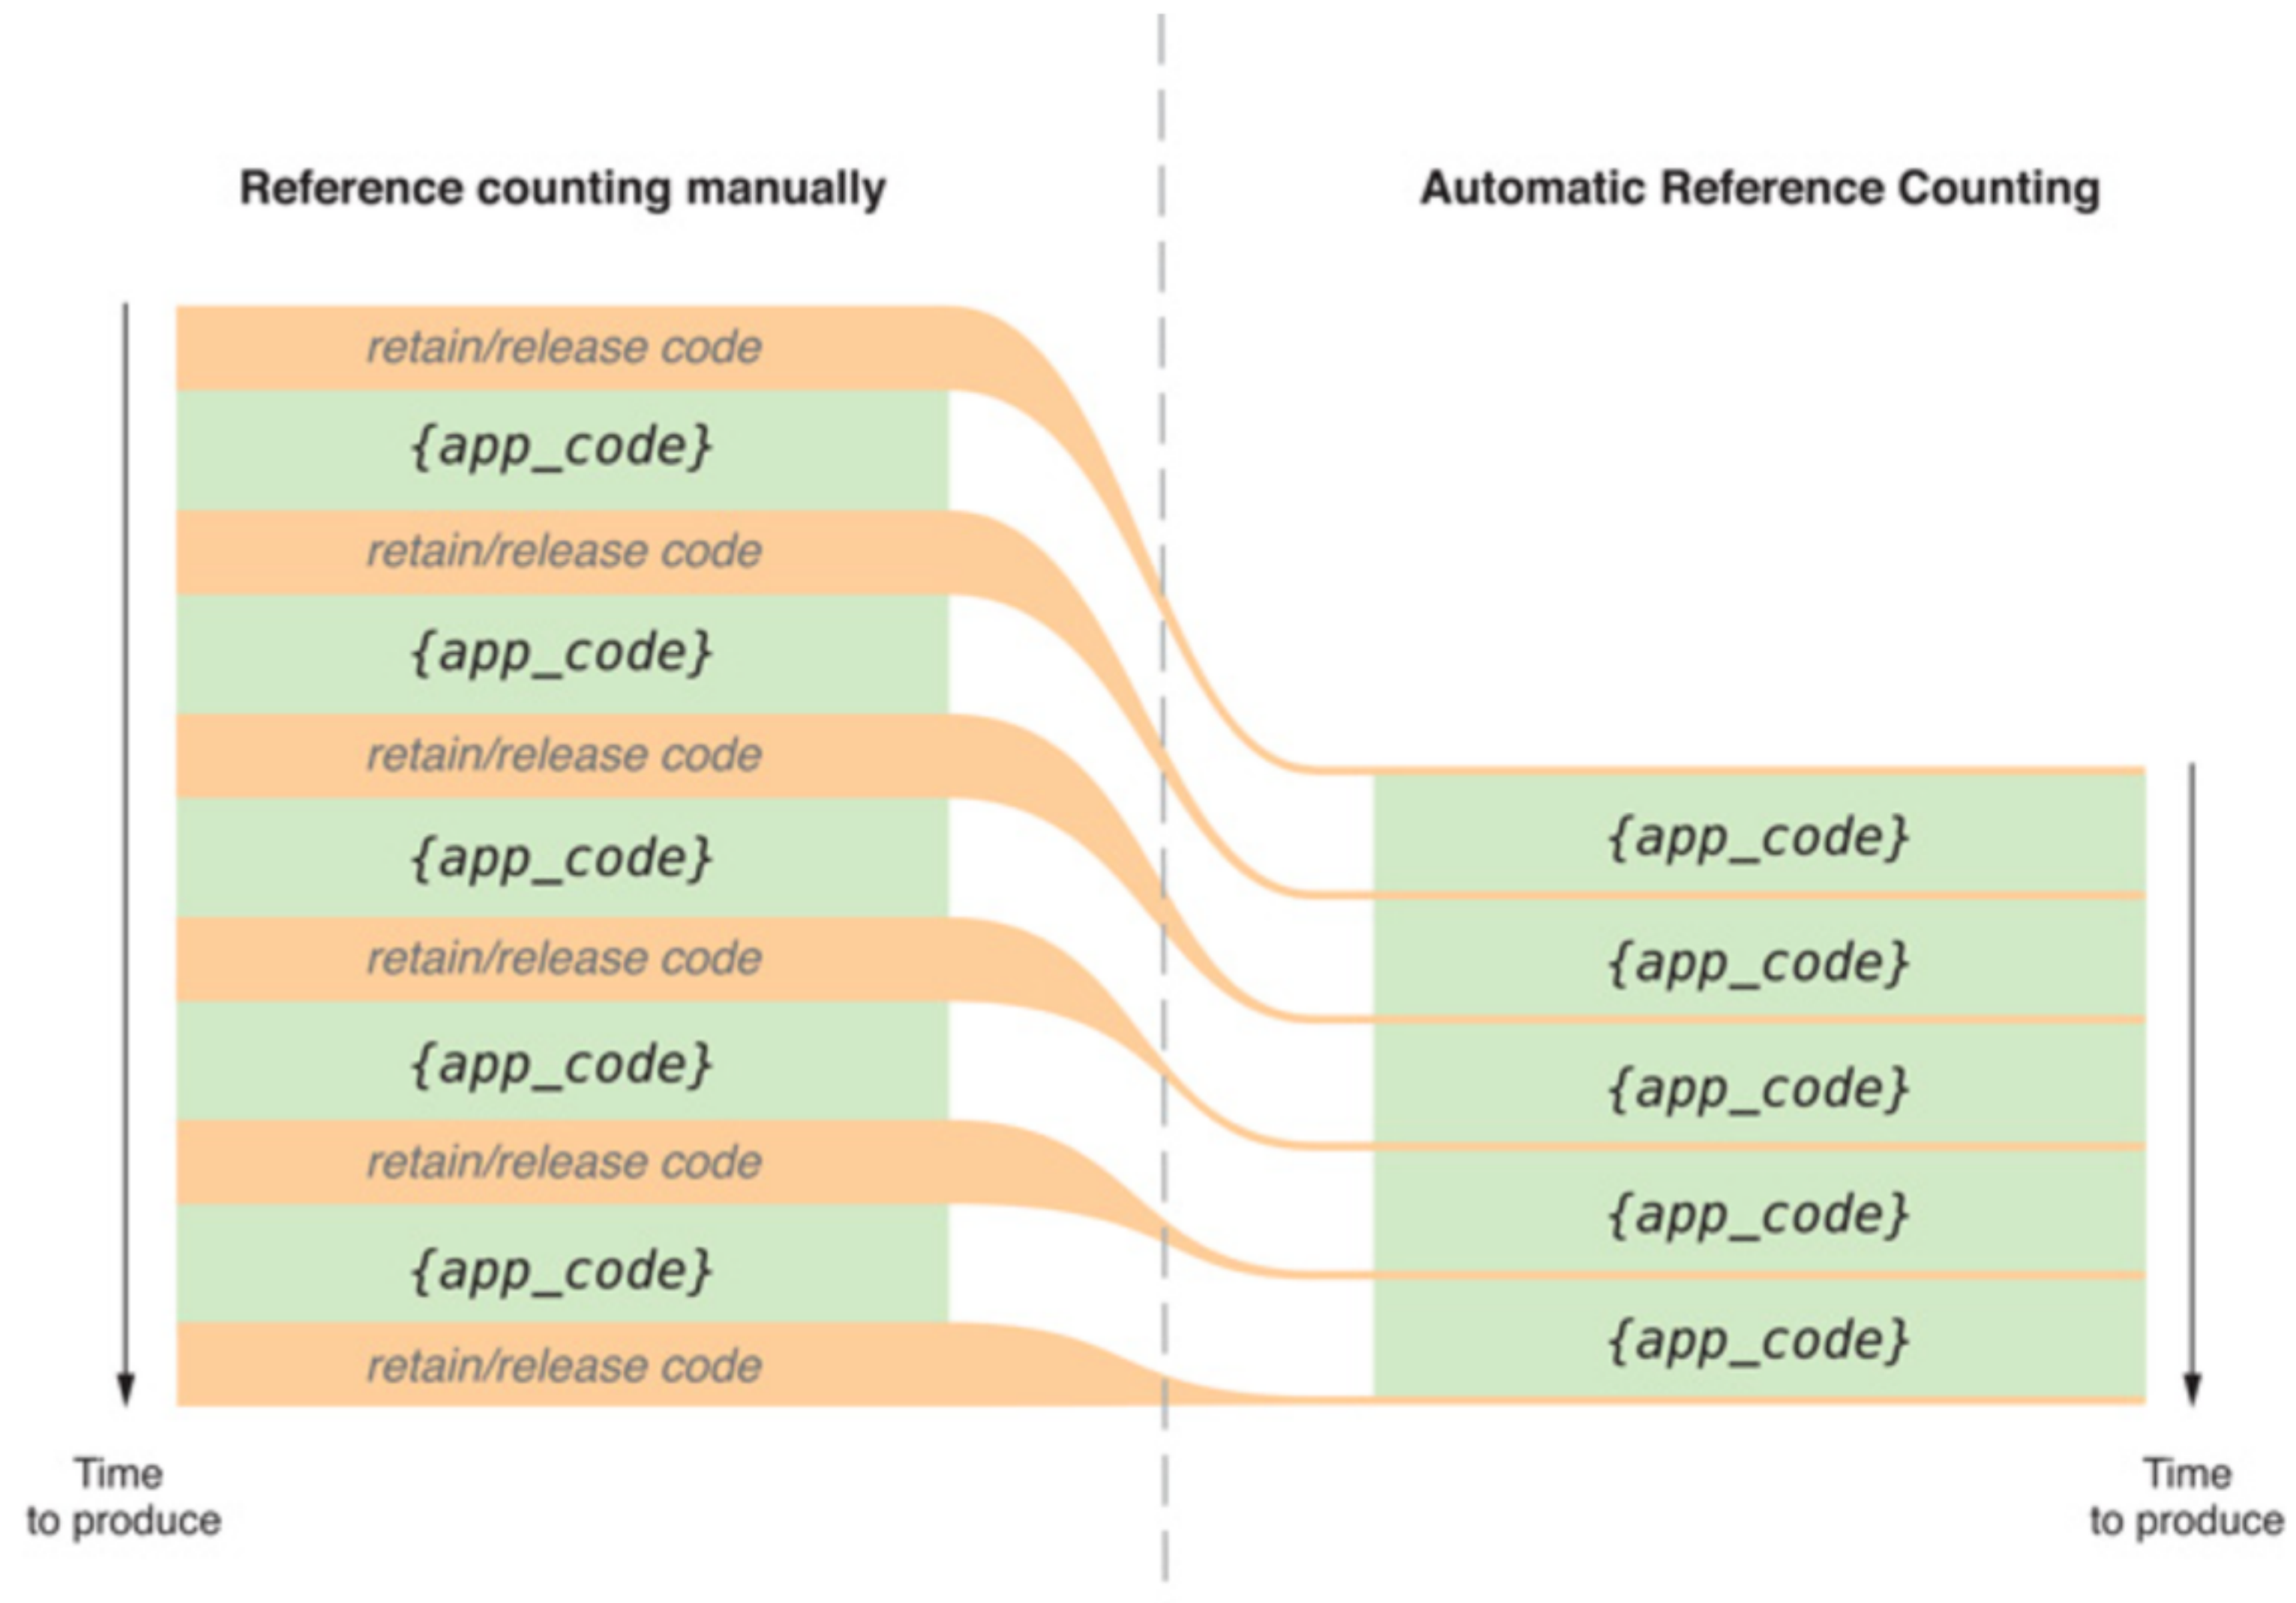 Reference counting manually
Automatic Reference Counting
retain/release code
{app_code}
retain/release code
{app_code}
retain/release code
{app_code}
retain/release code
{app_code}
retain/release code
{app_code}
retain/release code
{app_code}
{app_code}
{app_code}
{app_code}
{app_code}
Time
to produce
Time
to produce